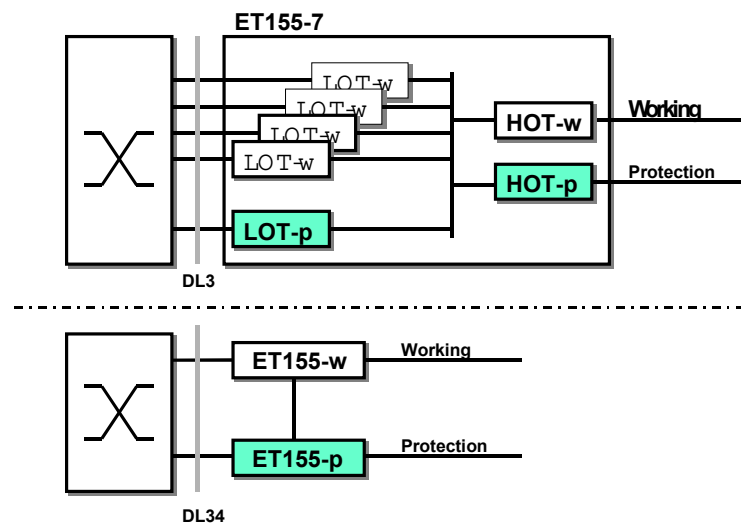 ET155-7
LOT-w
LOT-w
LOT-w
LOT-w
HOT-w
Working
HOT-p
Protection
LOT-p
DL3
ET155-w
Working
ET155-p
Protection
DL34